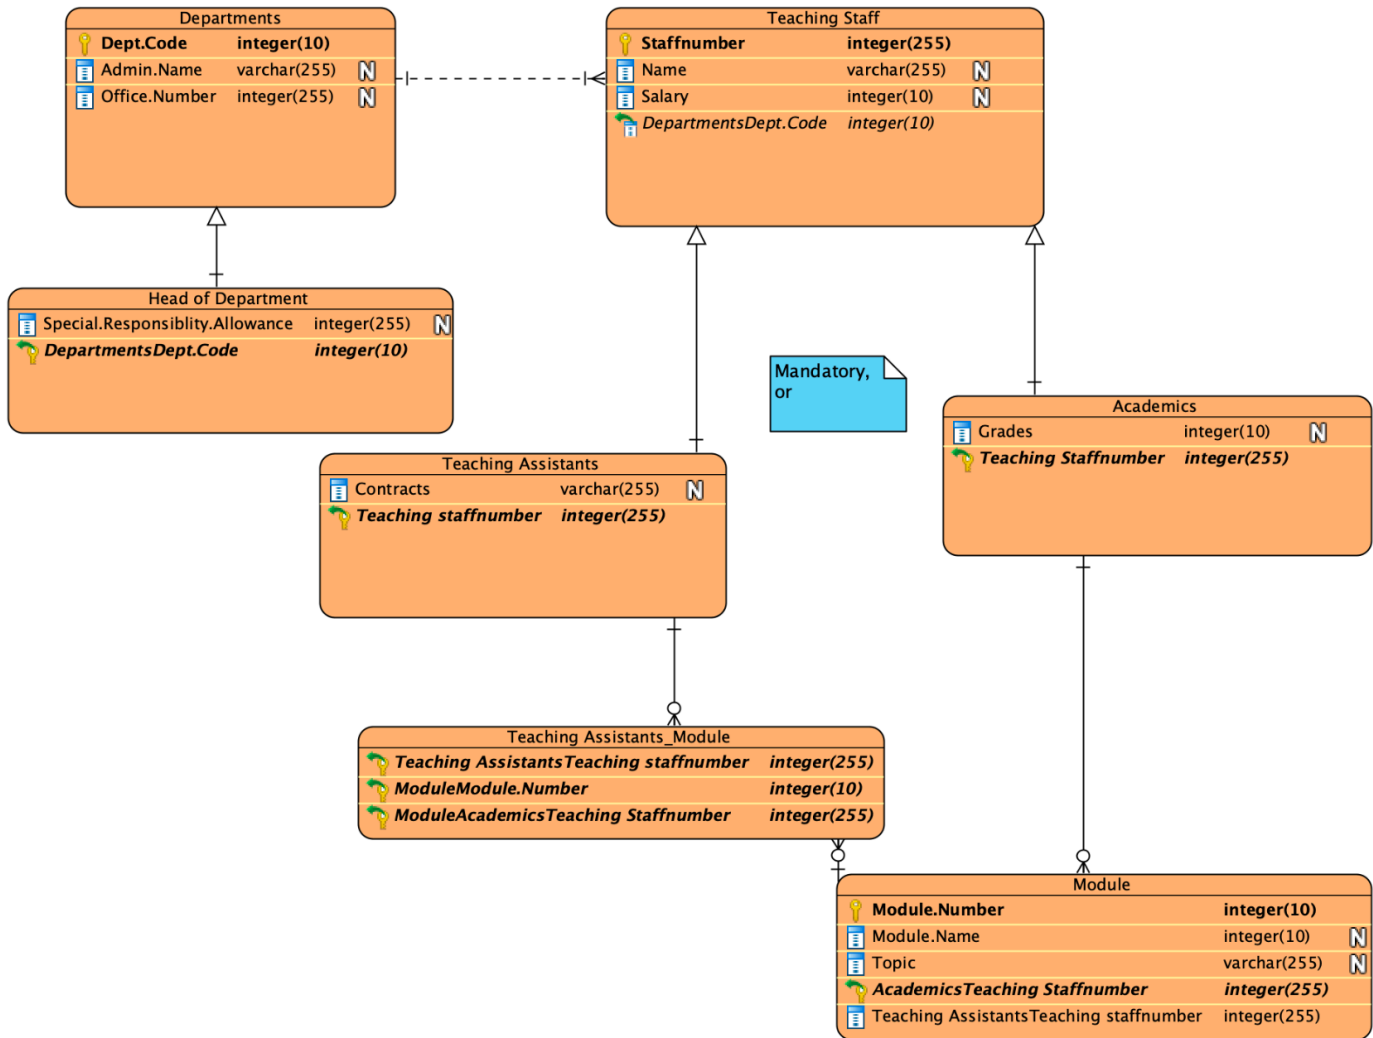 Departments
Dept.Code integer(10)
Admin.Name varchar(255) N
Office.Number integer(255) N
Teaching Staff
Staffnumber integer(255)
Name varchar(255) N
Salary integer(10) N
DepartmentsDept.Code integer(10)
Head of Department
Special.Responsiblity.Allowance integer(255) N
DepartmentsDept.Code integer(10)
Mandatory,
or
Academics
Grades integer(10) N
Teaching Staffnumber integer(255)
Teaching Assistants
Contracts varchar(255) N
Teaching staffnumber integer(255)
Teaching Assistants_Module
Teaching AssistantsTeaching staffnumber integer(255)
ModuleModule.Number integer(10)
ModuleAcademicsTeaching Staffnumber integer(255)
Module
Module.Number integer(10)
Module.Name integer(10) N
Topic varchar(255) N
AcademicsTeaching Staffnumber integer(255)
Teaching AssistantsTeaching staffnumber integer(255)